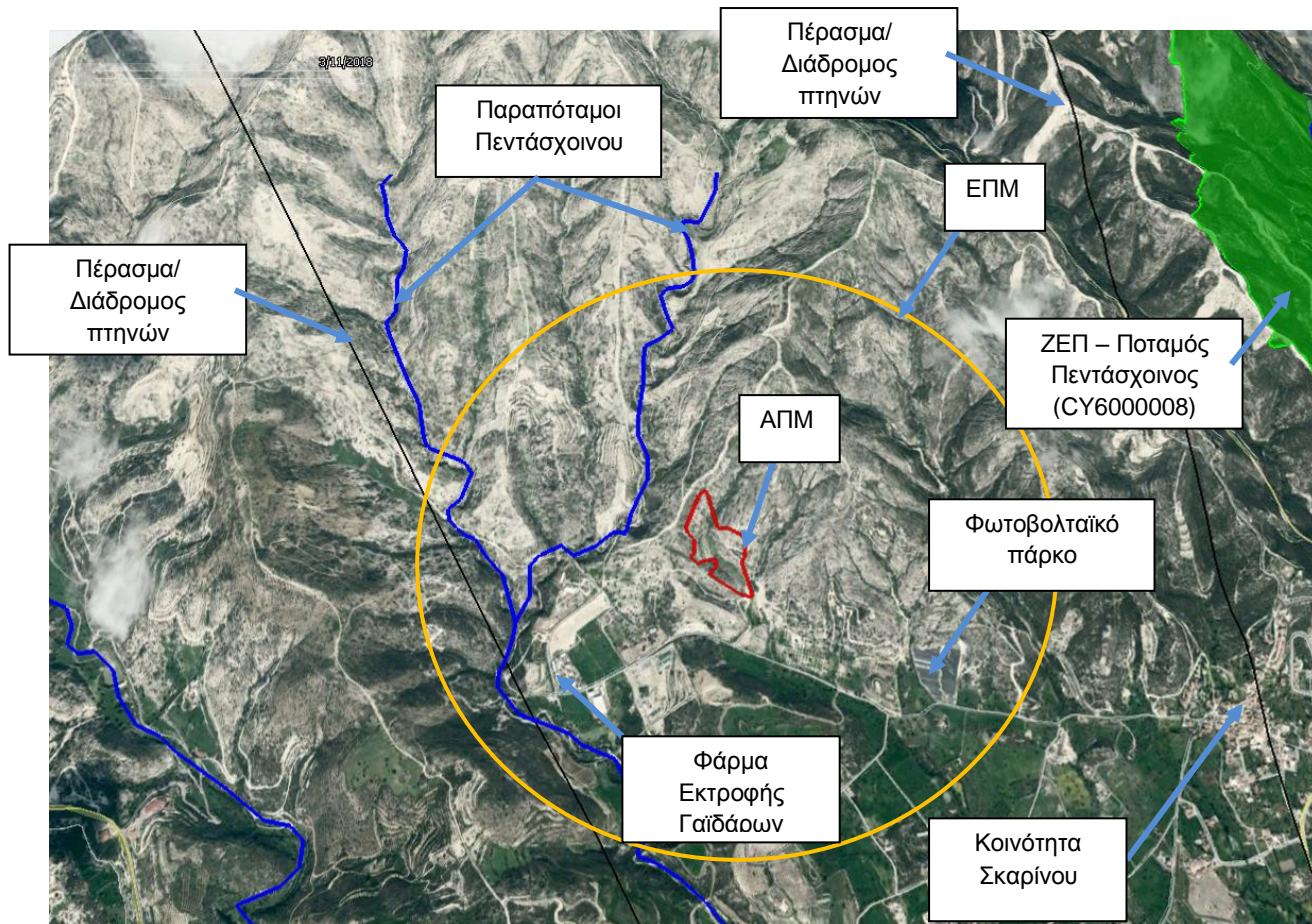 Πέρασμα/
Διάδρομος
πτηνών
3/11/2018
Παραπόταμοι
Πεντάσχοινου
ΕΠΜ
Πέρασμα/
Διάδρομος
πτηνών
ΖΕΠ – Ποταμός
Πεντάσχοινος
(CY6000008)
ΑΠΜ
Φωτοβολταϊκό
πάρκο
Φάρμα
Εκτροφής
Γαϊδάρων
Κοινότητα
Σκαρίνου